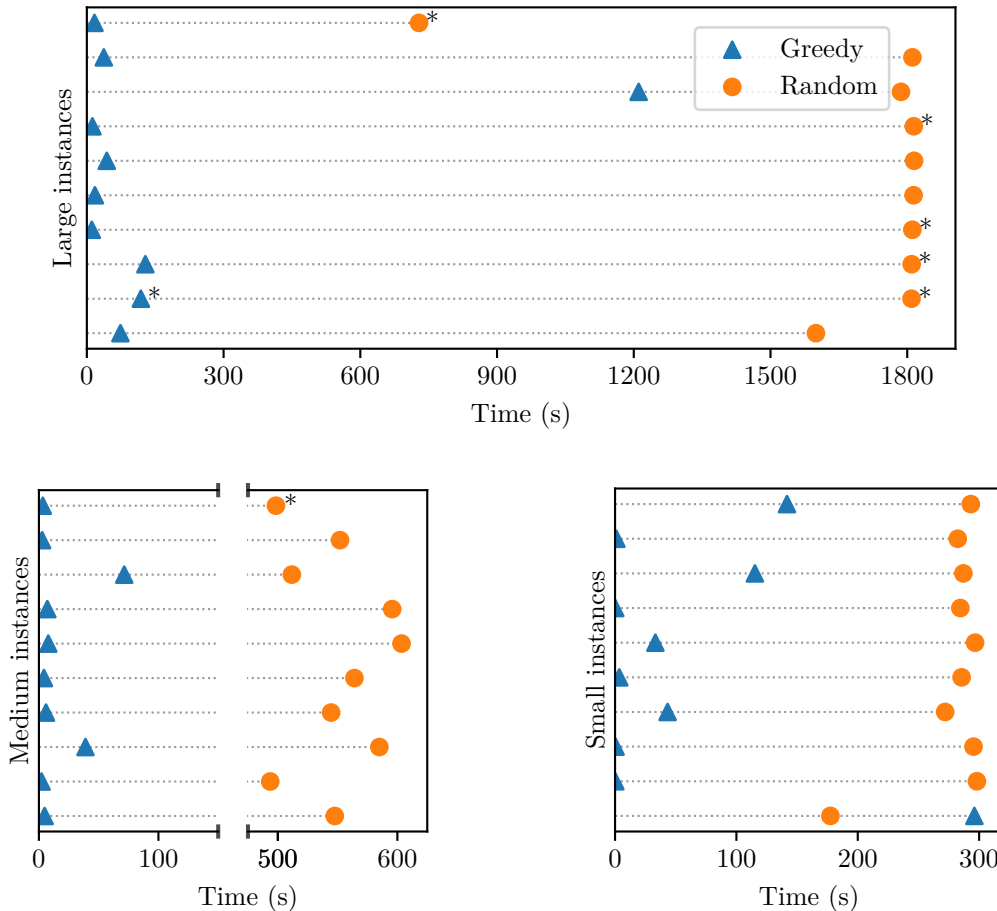 *
Greedy
Random
*
*
*
*
*
Large instances
0 300 600 900 1200 1500 1800
Time (s)
*
Medium instances
0 100 500 600
Time (s)
Small instances
0 100 200 300
Time (s)